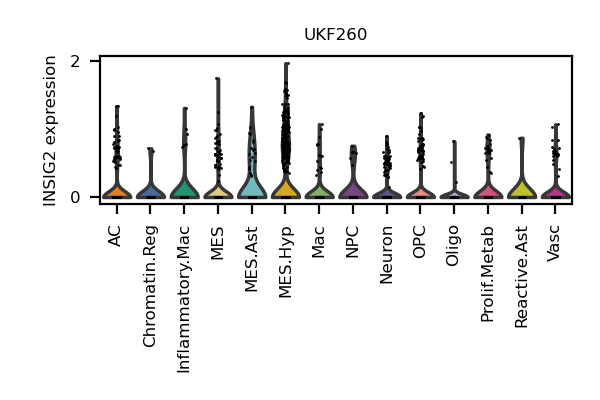 UKF260
INSIG2 expression
2
0
AC
Chromatin.Reg
Inflammatory.Mac
MES
MES.Ast
MES.Hyp
Mac
NPC
Neuron
OPC
Oligo
Prolif.Metab
Reactive.Ast
Vasc